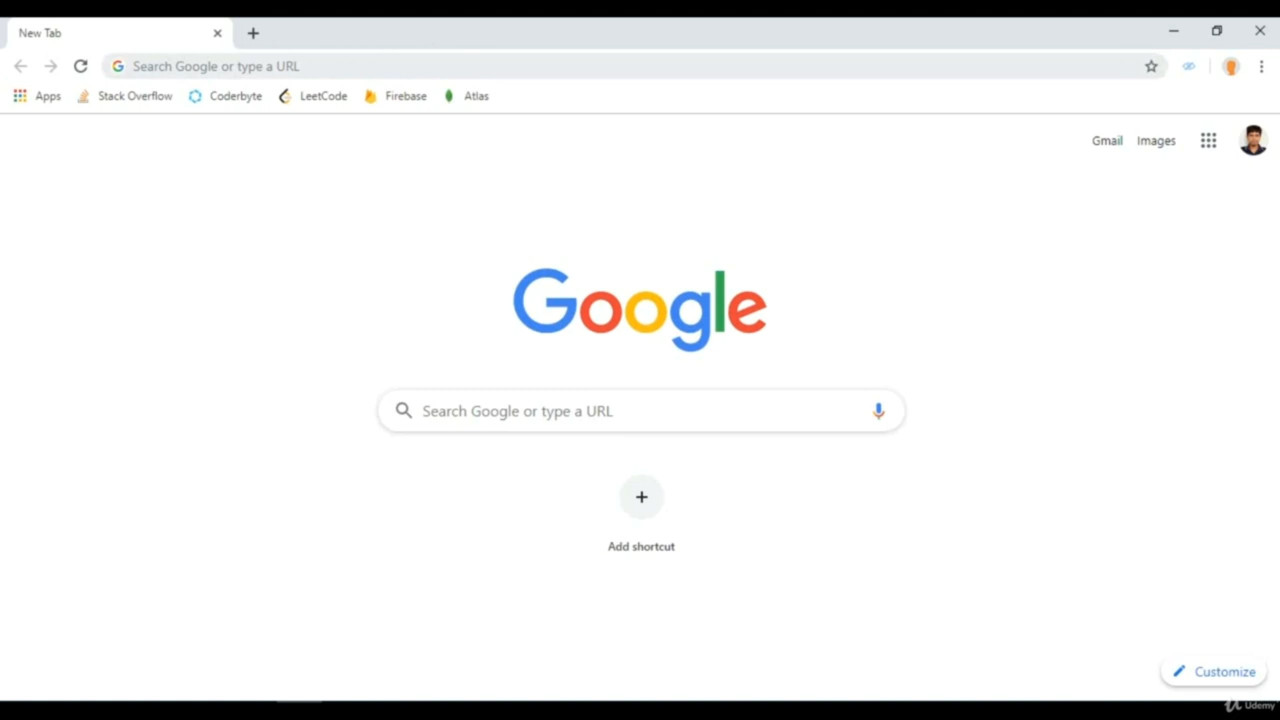 New Tab
Search Google or type a URL
Apps Stack Overflow Coderbyte LeetCode Firebase Atlas
Gmail Images
Google
Search Google or type a URL
Add shortcut
Customize
Udemy